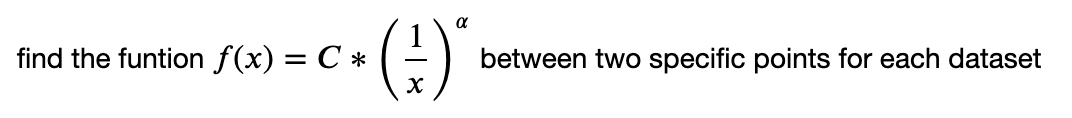 find the funtion f(x) = C * (1/x)^α between two specific points for each dataset